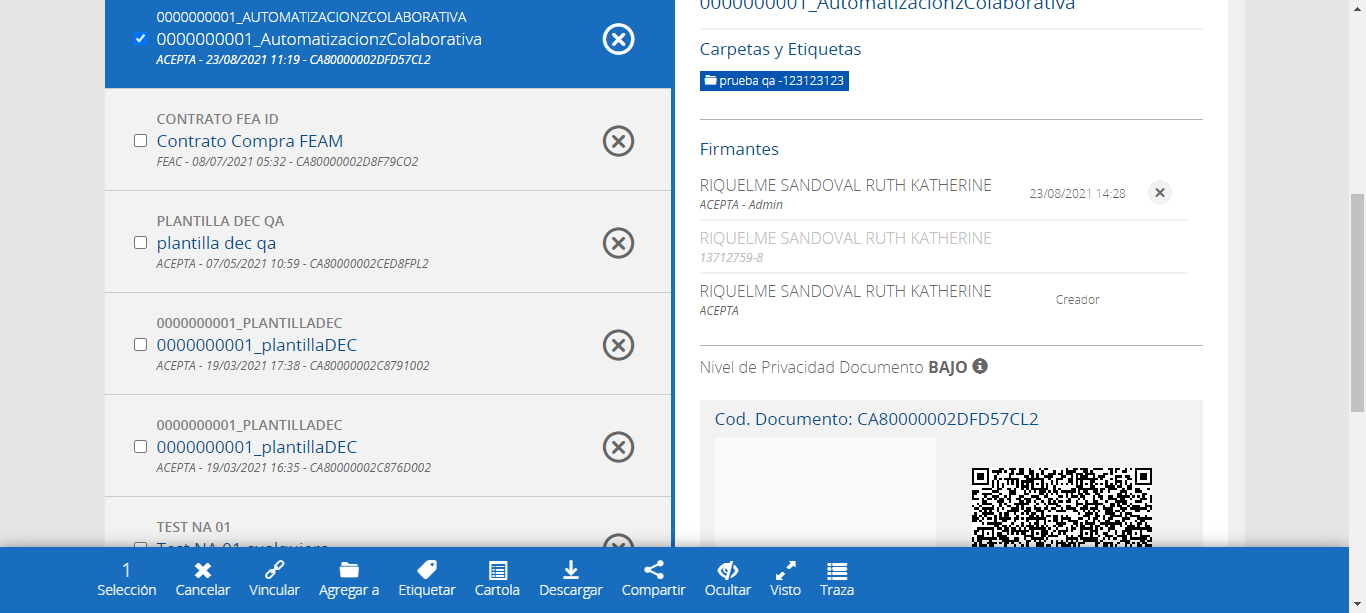 0000000001_AUTOMATIZACIONZCOLABORATIVA
0000000001_AutomatizacionzColaborativa
ACEPTA - 23/08/2021 11:19 - CA80000002DFD57CL2
CONTRATO FEA ID
Contrato Compra FEAM
FEAC - 08/07/2021 05:32 - CA80000002D8F79CO2
PLANTILLA DEC QA
plantilla dec qa
ACEPTA - 07/05/2021 10:59 - CA80000002CED8FPL2
0000000001_PLANTILLADEC
0000000001_plantillaDEC
ACEPTA - 19/03/2021 17:38 - CA80000002C8791002
0000000001_PLANTILLADEC
0000000001_plantillaDEC
ACEPTA - 19/03/2021 16:35 - CA80000002C876D002
TEST NA 01
Test NA 01 cualquiera
0000000001_AutomatizacionzColaborativa
Carpetas y Etiquetas
prueba qa -123123123
Firmantes
RIQUELME SANDOVAL RUTH KATHERINE
ACEPTA - Admin
23/08/2021 14:28
RIQUELME SANDOVAL RUTH KATHERINE
13712759-8
RIQUELME SANDOVAL RUTH KATHERINE
ACEPTA
Creador
Nivel de Privacidad Documento BAJO
Cod. Documento: CA80000002DFD57CL2
1
Selección
Cancelar
Vincular
Agregar a
Etiquetar
Cartola
Descargar
Compartir
Ocultar
Visto
Traza